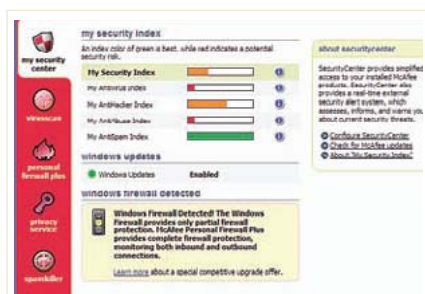 my security
center
virusscan
personal
firewall plus
privacy
service
spamkiller
my security index
An index color of green is best, while red indicates a potential
security risk.
My Security Index
My Antivirus Index
My AntiHacker Index
My AntiAbuse Index
My AntiSpam Index
windows updates
Windows Updates Enabled
windows firewall detected
Windows Firewall Detected! The Windows
Firewall provides only partial firewall
protection. McAfee Personal Firewall Plus
provides complete firewall protection,
monitoring both inbound and outbound
connections.
Learn more about a special competitive upgrade offer.
about securitycenter
SecurityCenter provides simplified
access to your installed McAfee
products. SecurityCenter also
provides a real-time external
security alert system, which
assesses, informs, and warns you
about current security threats.
Configure SecurityCenter
Check for McAfee updates
About "My Security Index"